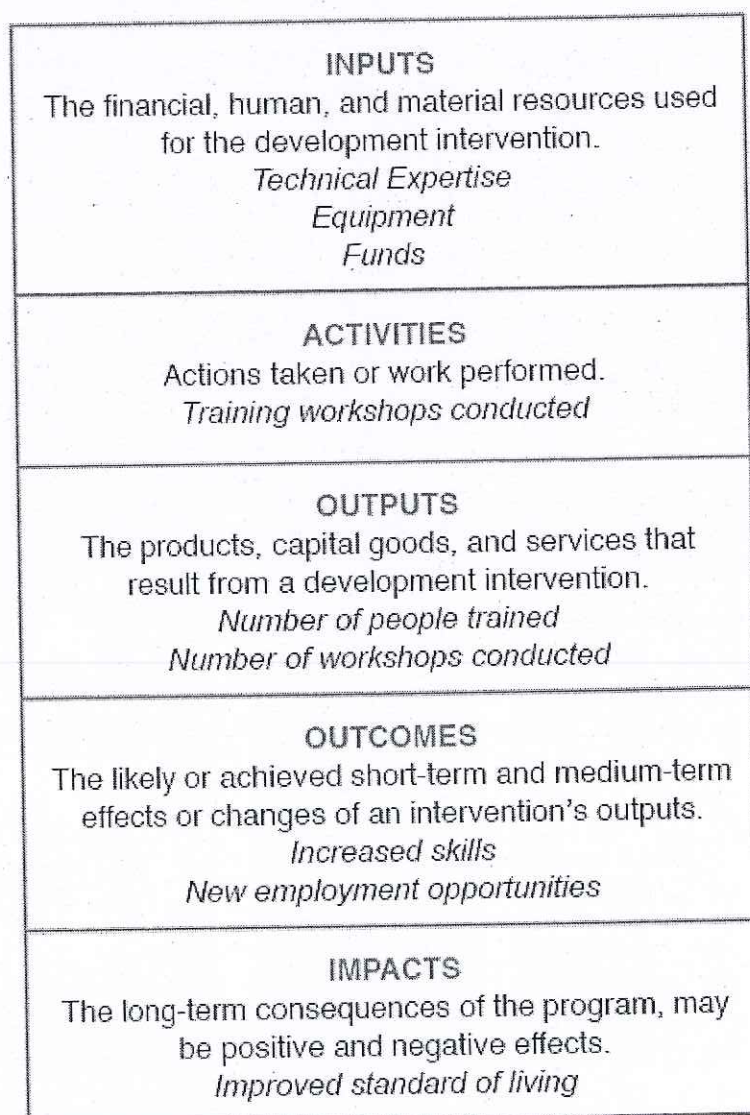 INPUTS
The financial, human, and material resources used
for the development intervention.
Technical Expertise
Equipment
Funds
ACTIVITIES
Actions taken or work performed.
Training workshops conducted
OUTPUTS
The products, capital goods, and services that
result from a development intervention.
Number of people trained
Number of workshops conducted
OUTCOMES
The likely or achieved short-term and medium-term
effects or changes of an intervention's outputs.
Increased skills
New employment opportunities
IMPACTS
The long-term consequences of the program, may
be positive and negative effects.
Improved standard of living